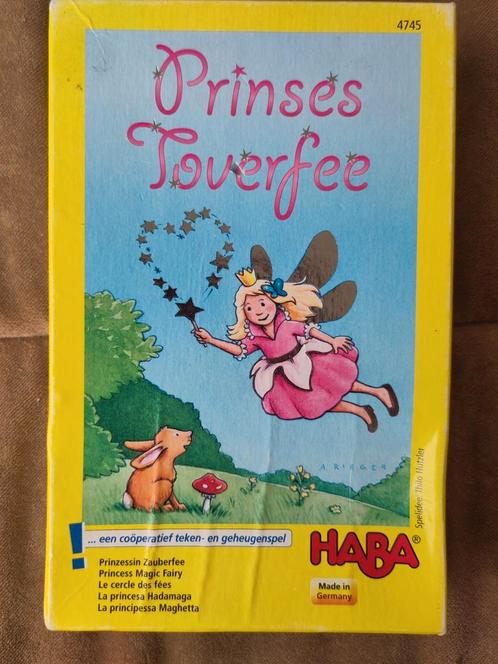 4745
Prinses
Toverfee
A. RIEGER
Spelidee: Thilo Hutzler
! ... een coöperatief teken- en geheugenspel
HABA®
Prinzessin Zauberfee
Princess Magic Fairy
Le cercle des fées
La princesa Hadamaga
La principessa Maghetta
Made in
Germany